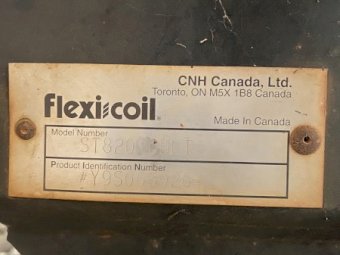 CNH Canada, Ltd.
Toronto, ON M5X 1B8 Canada
flexi-coil
Made In Canada
Model Number
Product Identification Number